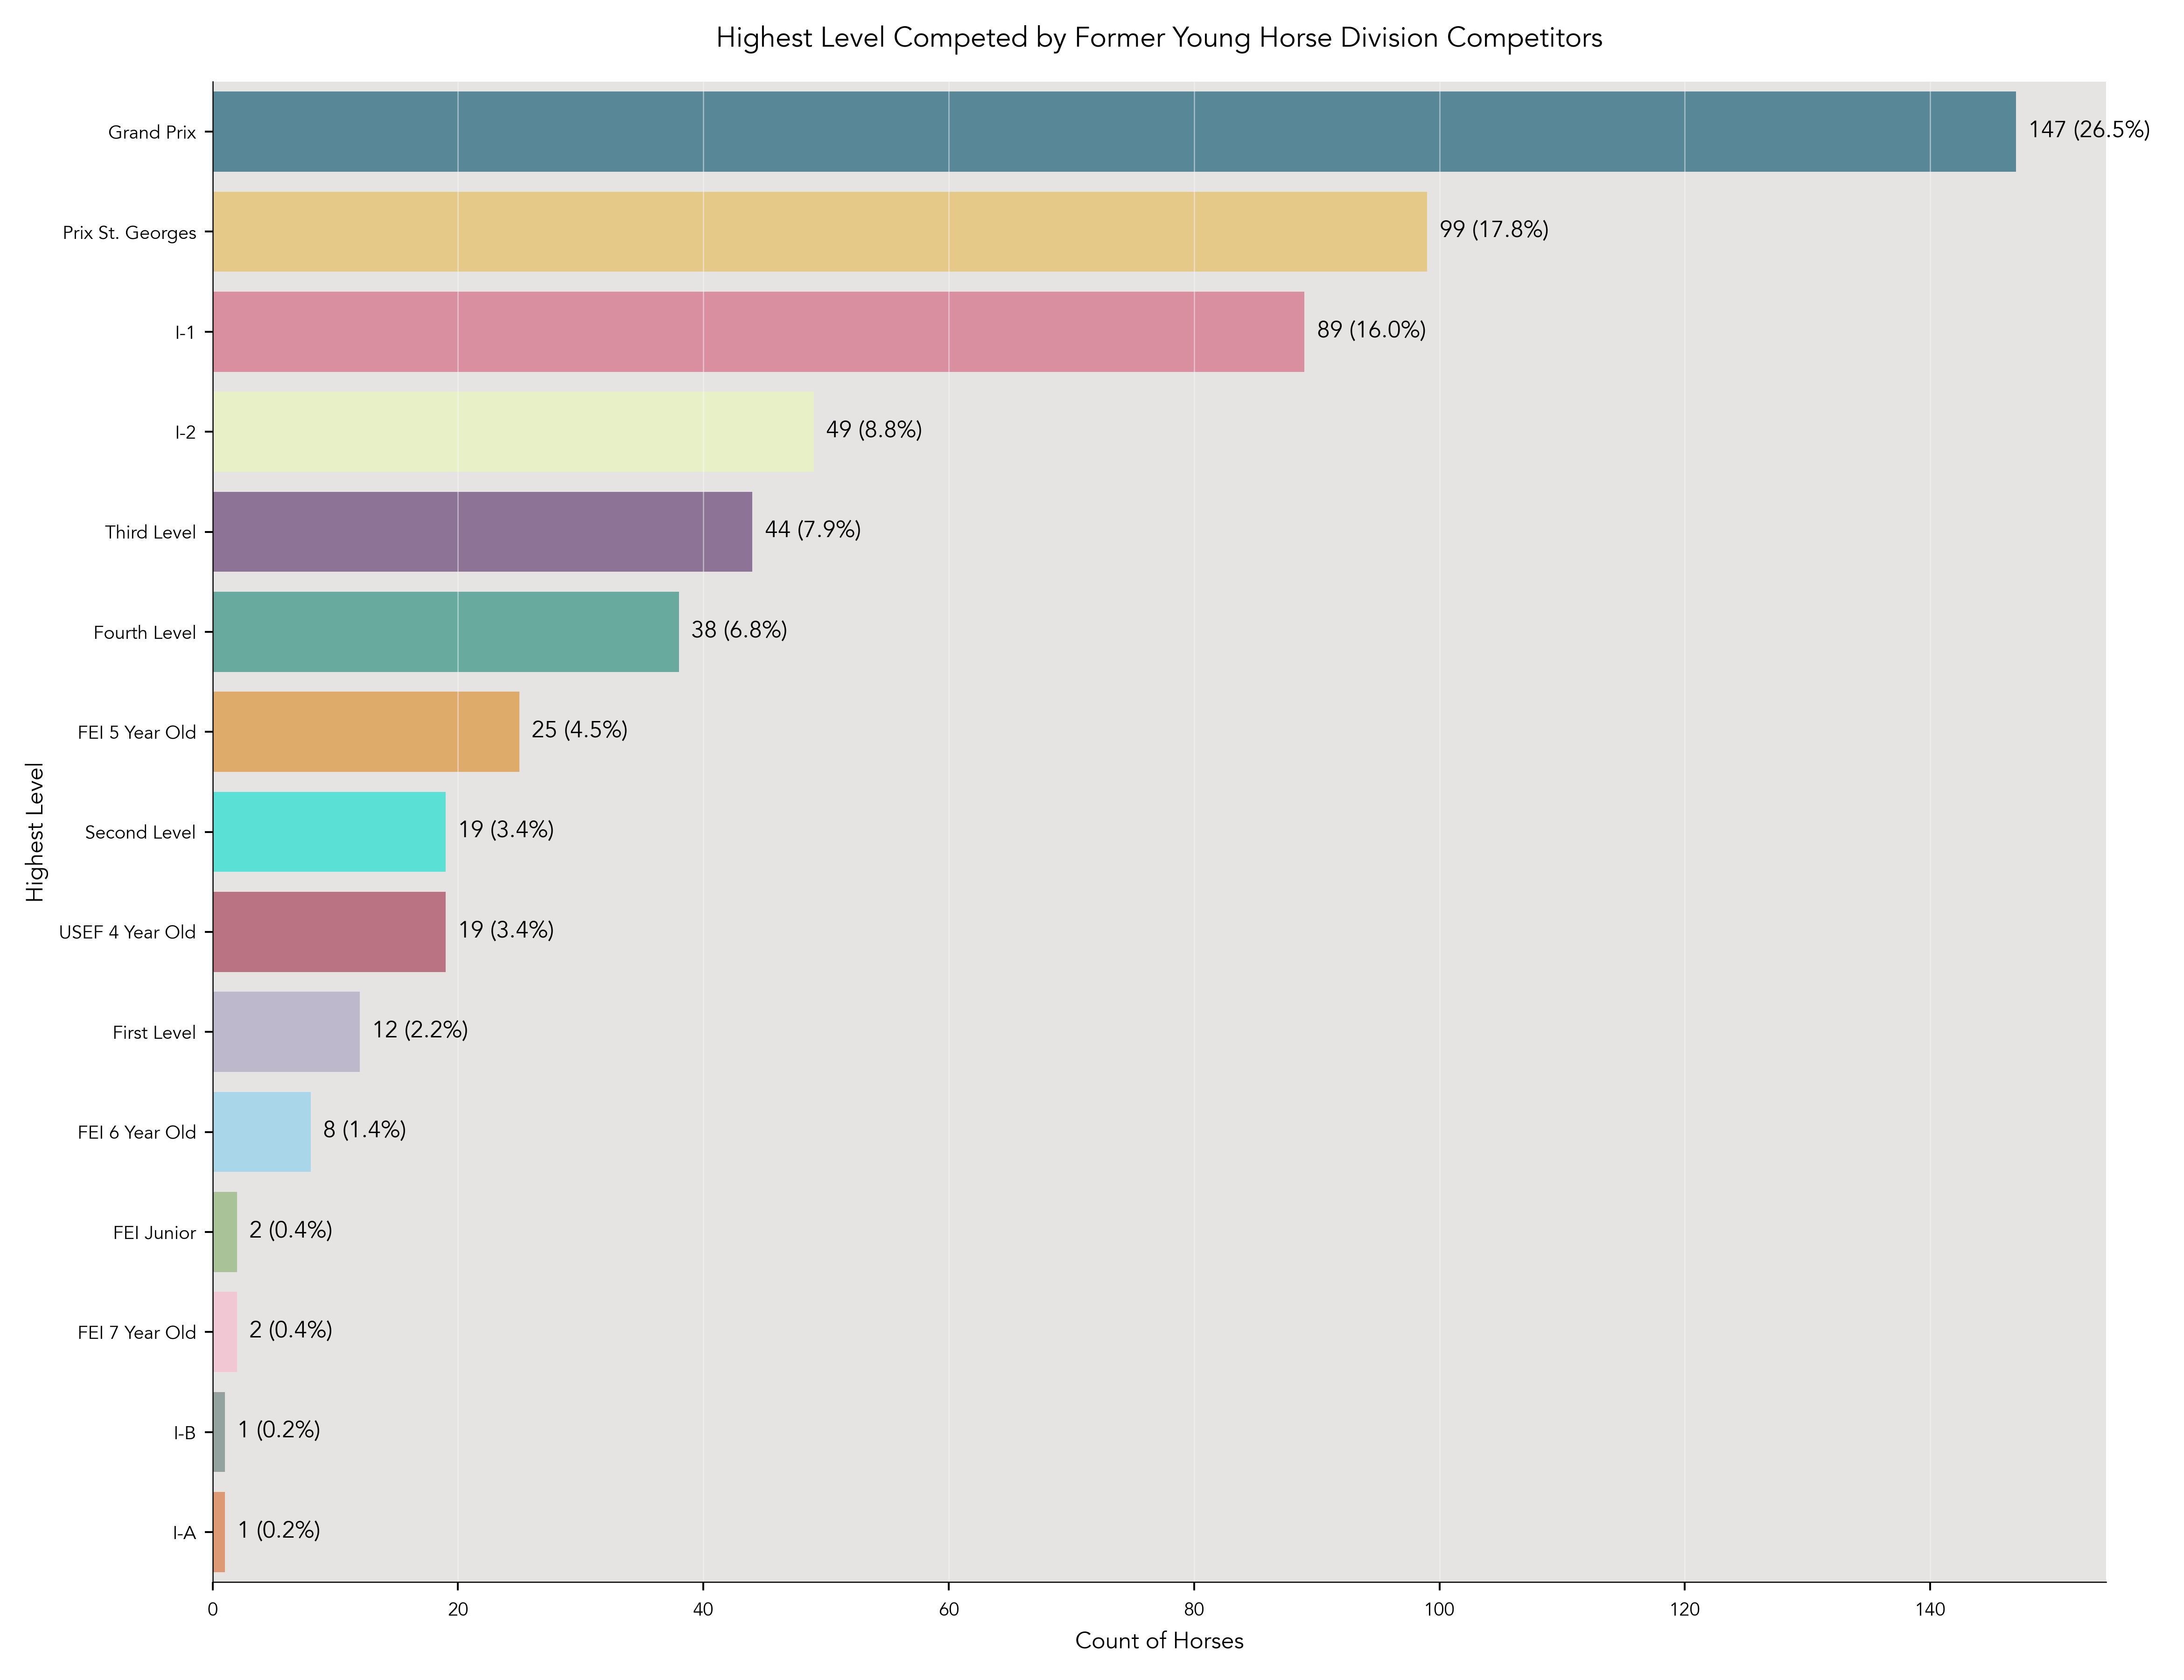 Highest Level Competed by Former Young Horse Division Competitors
Highest Level
Grand Prix 147 (26.5%)
Prix St. Georges 99 (17.8%)
I-1 89 (16.0%)
I-2 49 (8.8%)
Third Level 44 (7.9%)
Fourth Level 38 (6.8%)
FEI 5 Year Old 25 (4.5%)
Second Level 19 (3.4%)
USEF 4 Year Old 19 (3.4%)
First Level 12 (2.2%)
FEI 6 Year Old 8 (1.4%)
FEI Junior 2 (0.4%)
FEI 7 Year Old 2 (0.4%)
I-B 1 (0.2%)
I-A 1 (0.2%)
0 20 40 60 80 100 120 140
Count of Horses